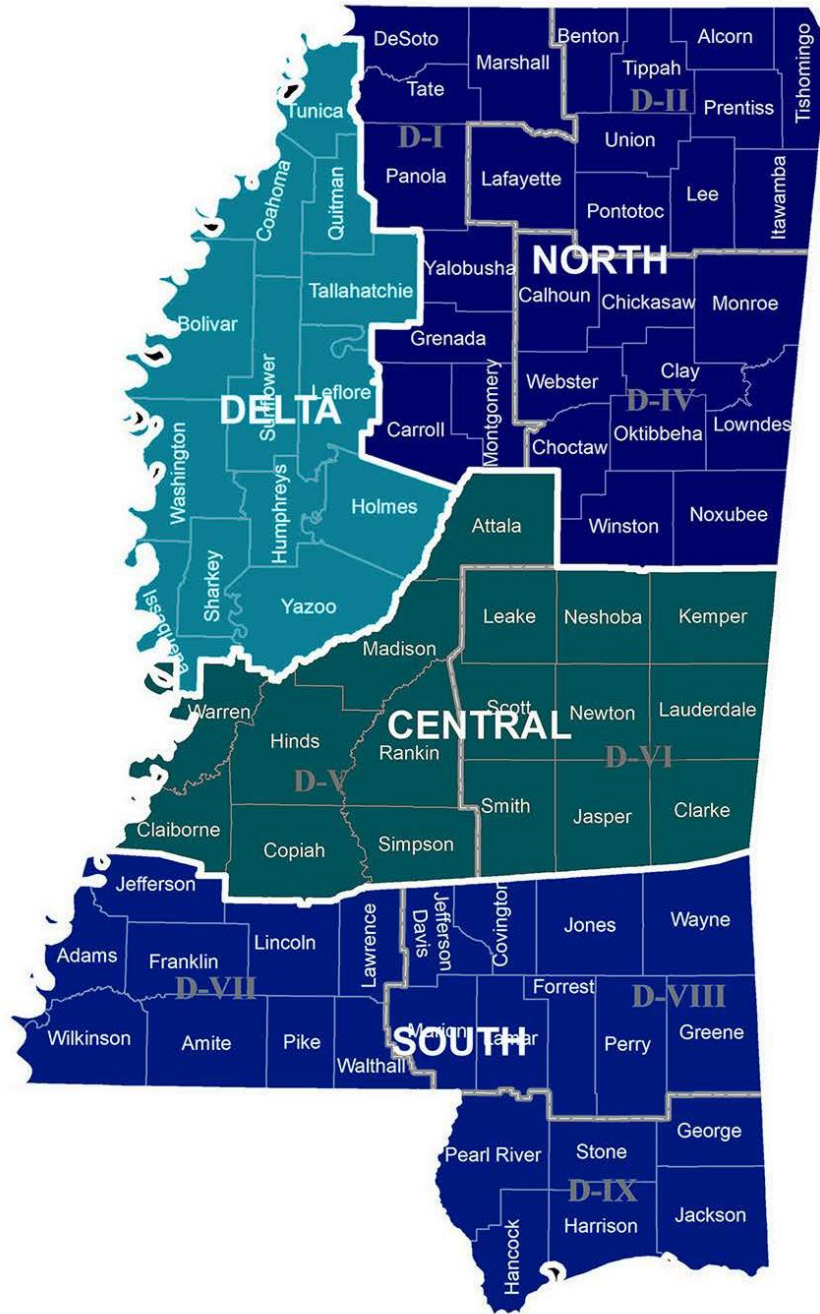 DeSoto
Marshall
Benton
Alcorn
Tishomingo
Tippah
Tate
D-II
Prentiss
Tunica
D-I
Union
Panola
Lafayette
Lee
Itawamba
Pontotoc
Coahoma
Quitman
Yalobusha
NORTH
Tallahatchie
Calhoun
Chickasaw
Monroe
Bolivar
Grenada
Sunflower
Leflore
Webster
Clay
DELTA
D-IV
Carroll
Montgomery
Choctaw
Oktibbeha
Lowndes
Washington
Humphreys
Holmes
Attala
Winston
Noxubee
Sharkey
Issaquena
Yazoo
Leake
Neshoba
Kemper
Madison
Warren
Scott
CENTRAL
Newton
Lauderdale
Hinds
Rankin
D-V
D-VI
Claiborne
Copiah
Simpson
Smith
Jasper
Clarke
Jefferson
Lawrence
Jefferson
Davis
Covington
Jones
Wayne
Lincoln
Adams
Franklin
D-VII
Forrest
D-VIII
Wilkinson
Amite
Pike
Walthall
Marion
SOUTH
Lamar
Perry
Greene
Pearl River
Stone
George
D-IX
Hancock
Harrison
Jackson